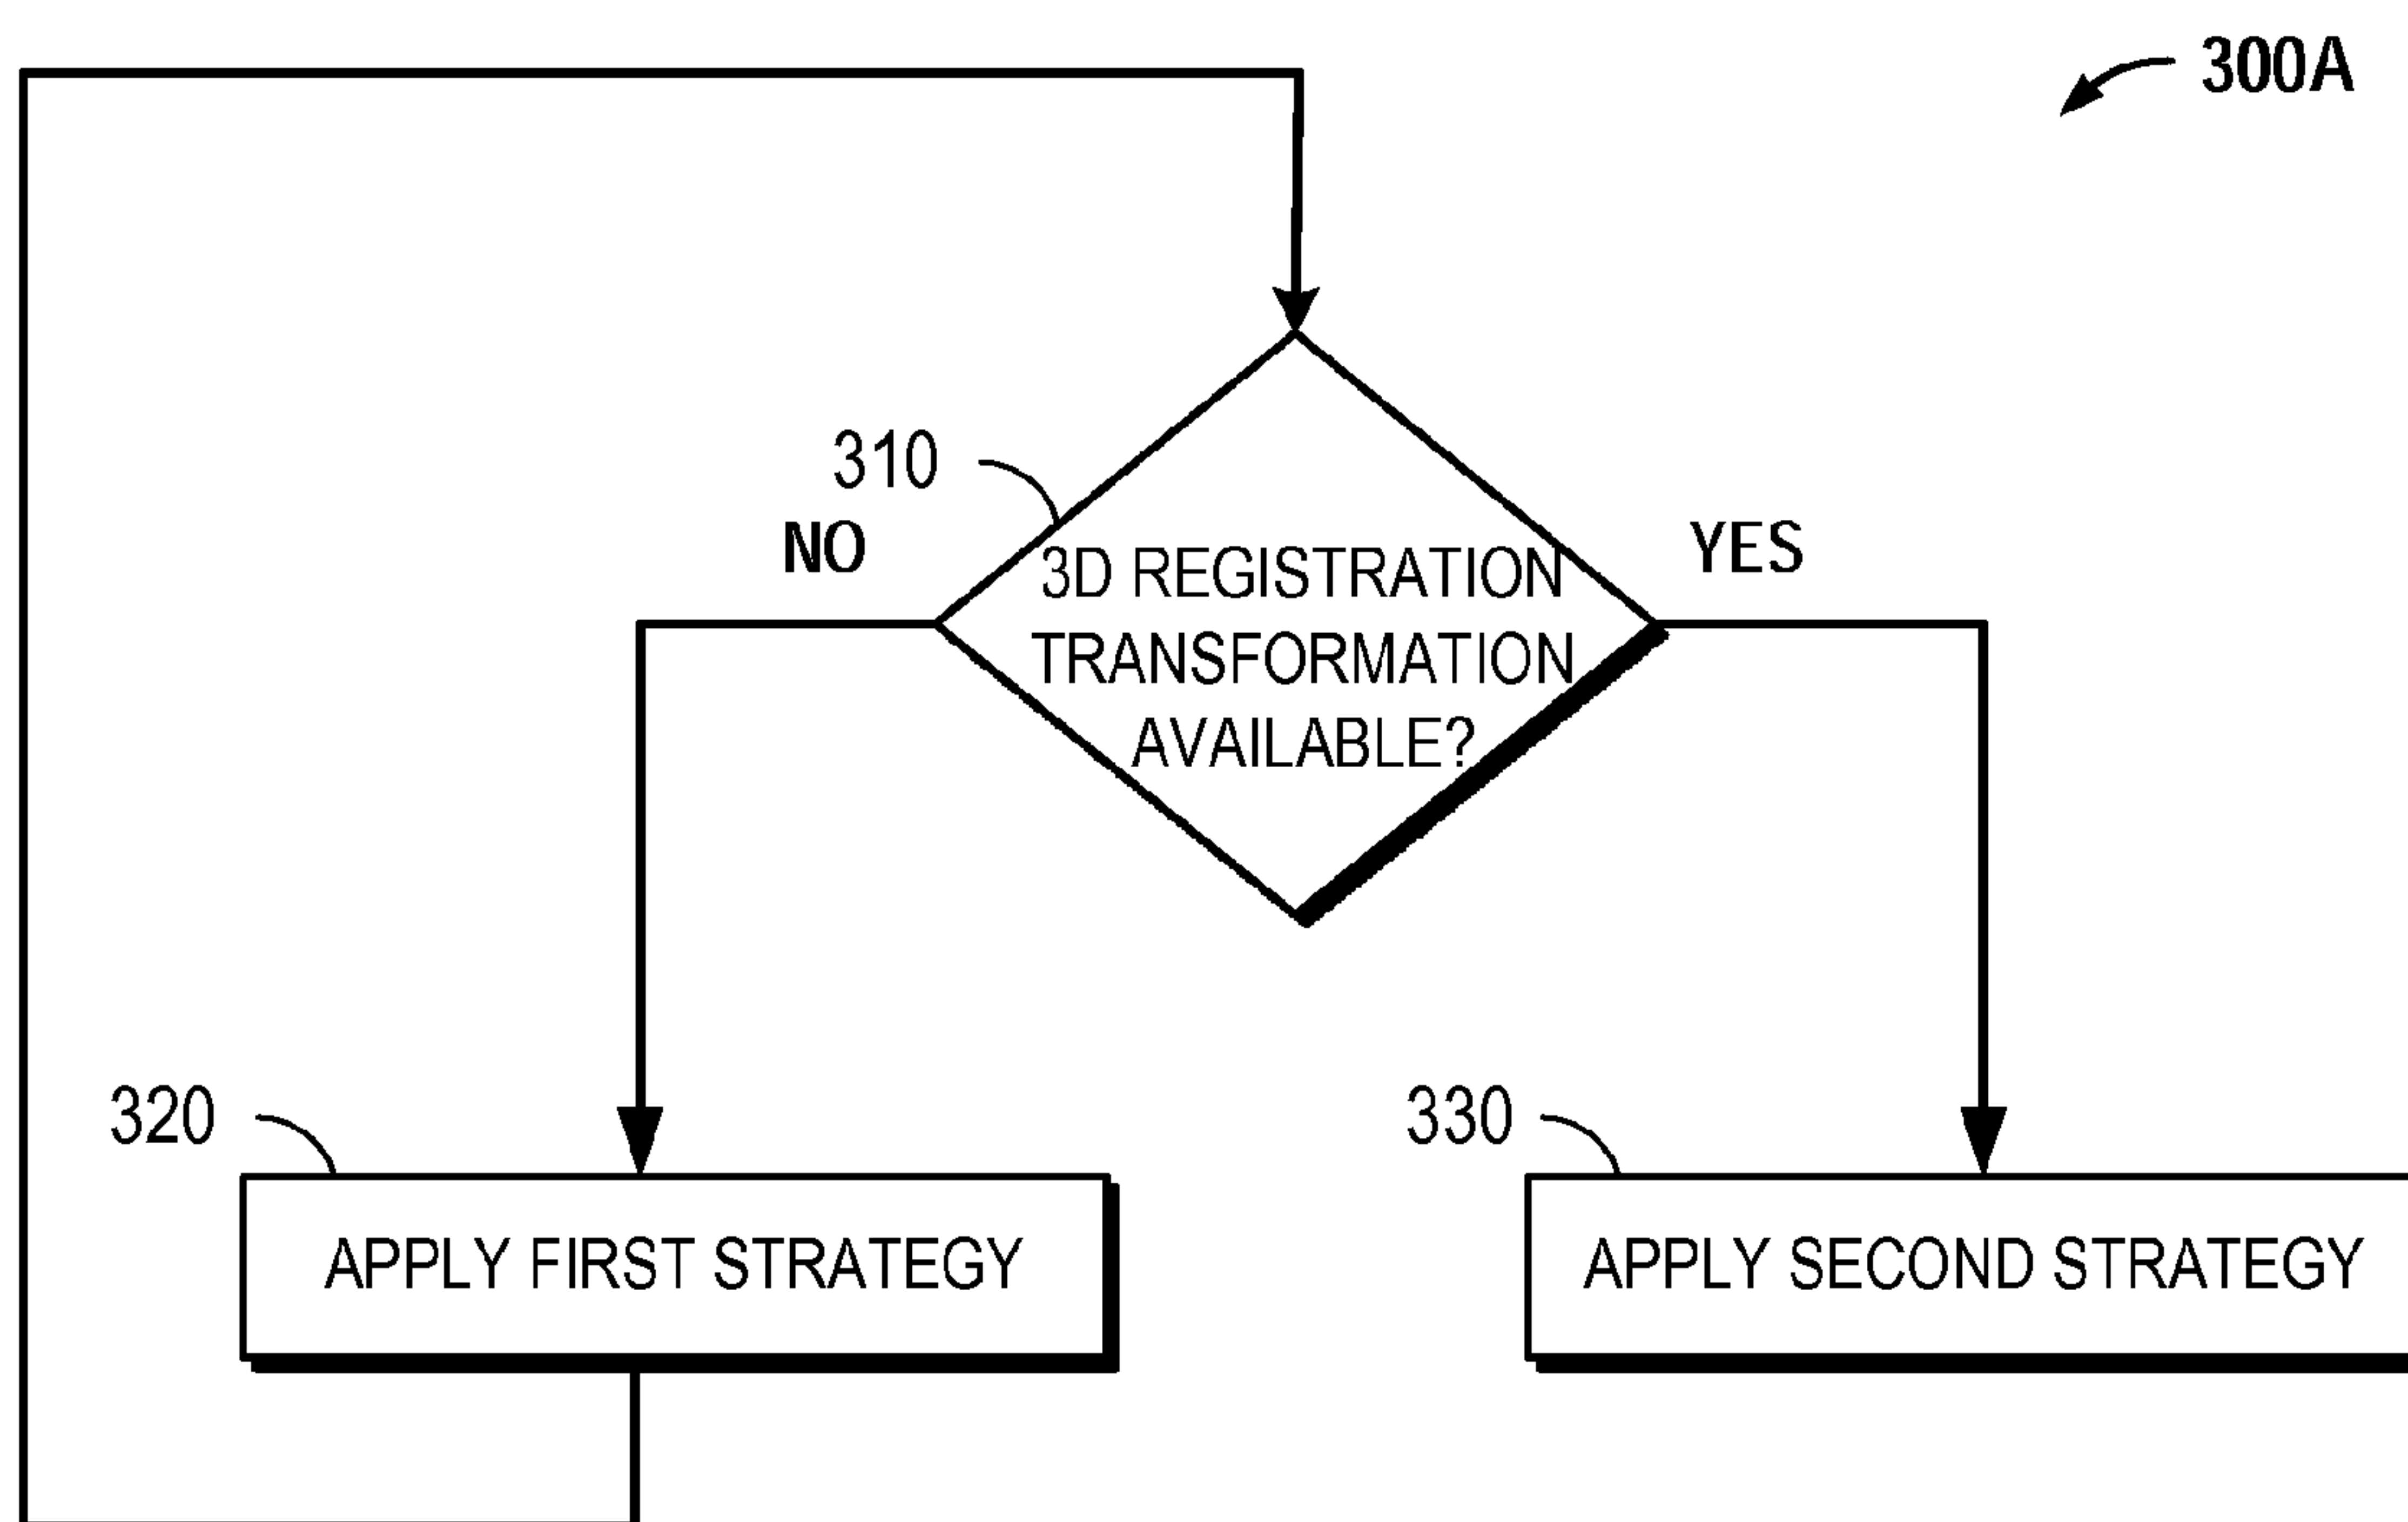 300A
310
NO
YES
3D REGISTRATION
TRANSFORMATION
AVAILABLE?
320
330
APPLY FIRST STRATEGY
APPLY SECOND STRATEGY